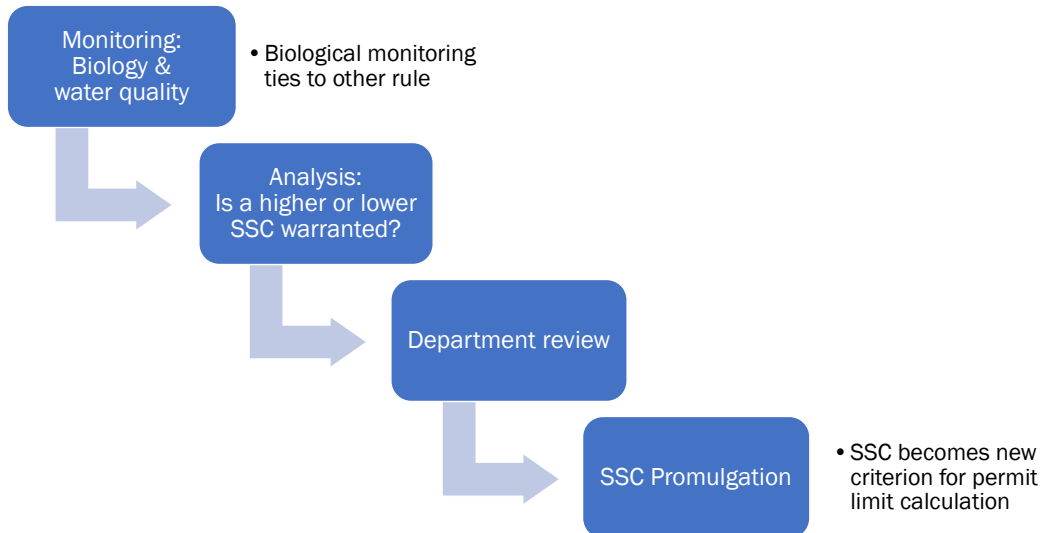 Monitoring:
Biology &
water quality
• Biological monitoring
ties to other rule
Analysis:
Is a higher or lower
SSC warranted?
Department review
SSC Promulgation
• SSC becomes new
criterion for permit
limit calculation